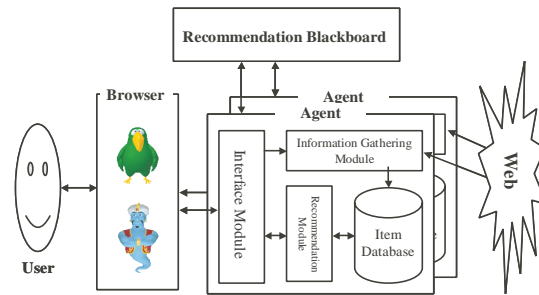 Recommendation Blackboard
Browser
Agent
Agent
Information Gathering
Module
Interface Module
Recommendation
Module
Item
Database
Web
User